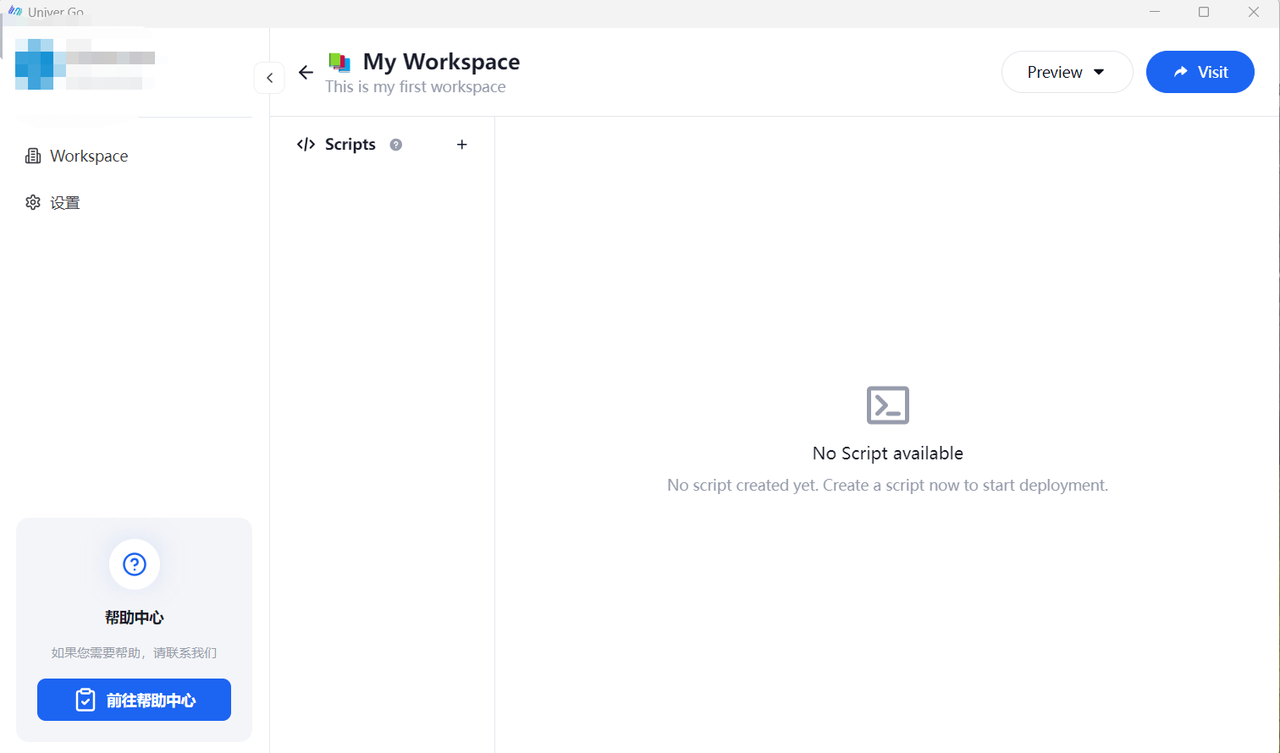 Univer Go
My Workspace
This is my first workspace
Preview
Visit
Workspace
设置
Scripts
No Script available
No script created yet. Create a script now to start deployment.
帮助中心
如果您需要帮助，请联系我们
前往帮助中心